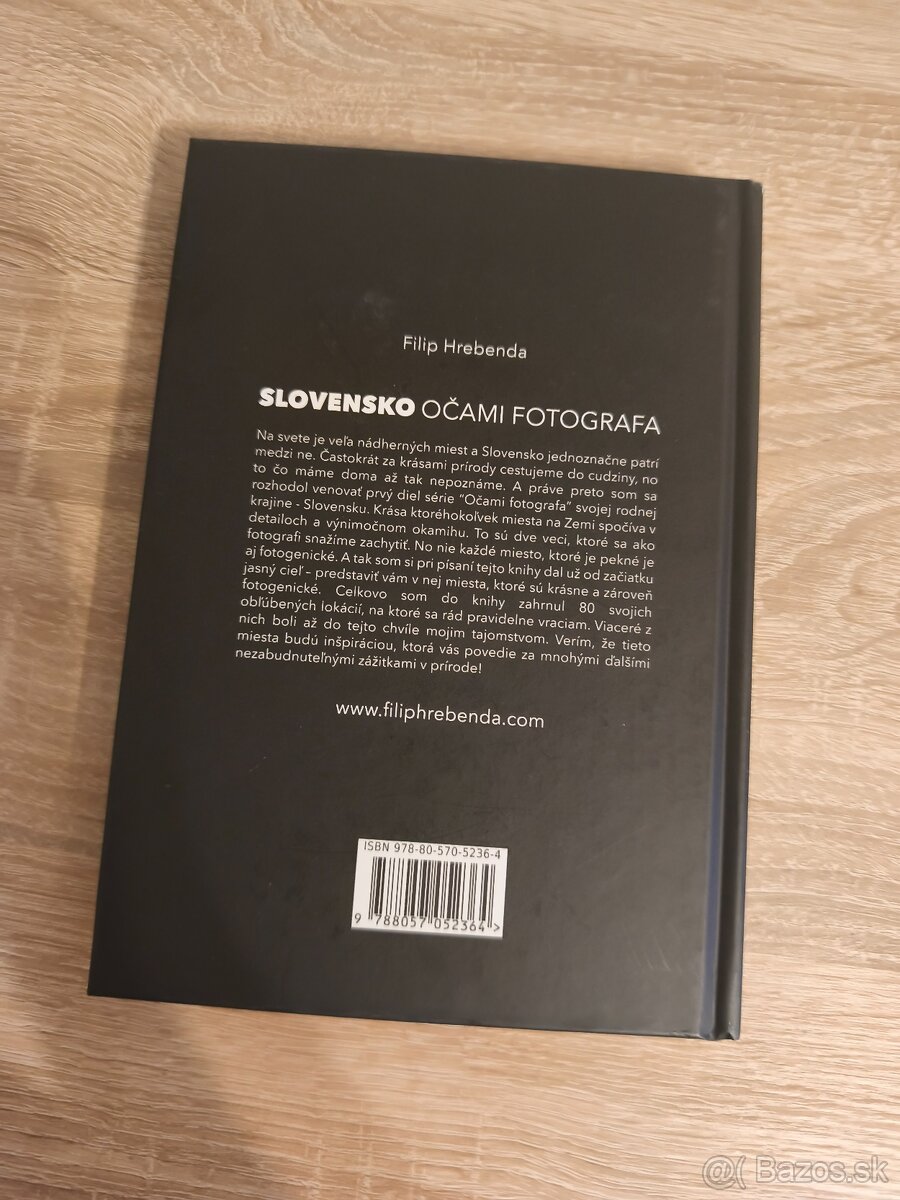 Filip Hrebenda
SLOVENSKO OČAMI FOTOGRAFA
Na svete je veľa nádherných miest a Slovensko jednoznačne patrí
medzi ne. Častokrát za krásami prírody cestujeme do cudziny, no
to čo máme doma až tak nepoznáme. A práve preto som sa
rozhodol venovať prvý diel série "Očami fotografa" svojej rodnej
krajine - Slovensku. Krása ktoréhokoľvek miesta na Zemi spočíva v
detailoch a výnimočnom okamihu. To sú dve veci, ktoré sa ako
fotografi snažíme zachytiť. No nie každé miesto, ktoré je pekné je
aj fotogenické. A tak som si pri písaní tejto knihy dal už od začiatku
jasný cieľ – predstaviť vám v nej miesta, ktoré sú krásne a zároveň
fotogenické. Celkovo som do knihy zahrnul 80 svojich
obľúbených lokácií, na ktoré sa rád pravidelne vraciam. Viaceré z
nich boli až do tejto chvíle mojim tajomstvom. Verím, že tieto
miesta budú inšpiráciou, ktorá vás povedie za mnohými ďalšími
nezabudnuteľnými zážitkami v prírode!
www.filiphrebenda.com
ISBN 978-80-570-5236-4
9 788057 052364 >
@( Bazos.sk